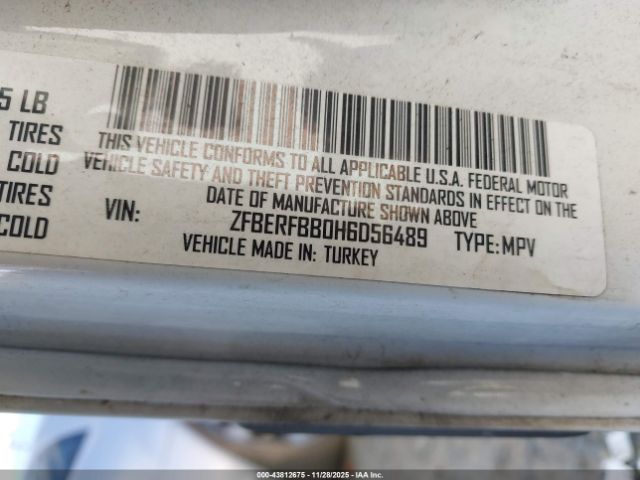 5 LB
TIRES
COLD
TIRES
COLD
THIS VEHICLE CONFORMS TO ALL APPLICABLE U.S.A. FEDERAL MOTOR
VEHICLE SAFETY AND THEFT PREVENTION STANDARDS IN EFFECT ON THE
DATE OF MANUFACTURE SHOWN ABOVE
VIN: ZFBERFBB0H6D56489 TYPE: MPV
VEHICLE MADE IN: TURKEY
000-43812675 | 11/28/2025 | IAA Inc.